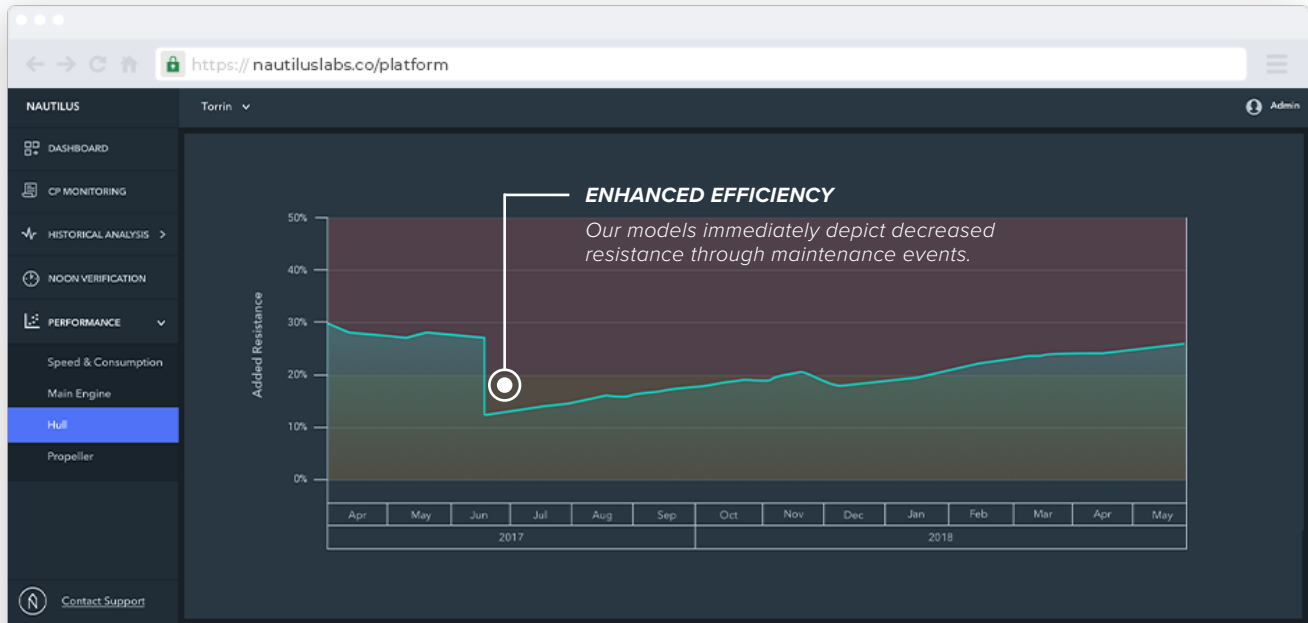 https:// nautiluslabs.co/platform
NAUTILUS
Torrin
Admin
DASHBOARD
CP MONITORING
HISTORICAL ANALYSIS >
NOON VERIFICATION
PERFORMANCE
Speed & Consumption
Main Engine
Hull
Propeller
Contact Support
ENHANCED EFFICIENCY
Our models immediately depict decreased
resistance through maintenance events.
Added Resistance
50%
40%
30%
20%
10%
0%
Apr May Jun Jul Aug Sep Oct Nov Dec Jan Feb Mar Apr May
2017 2018